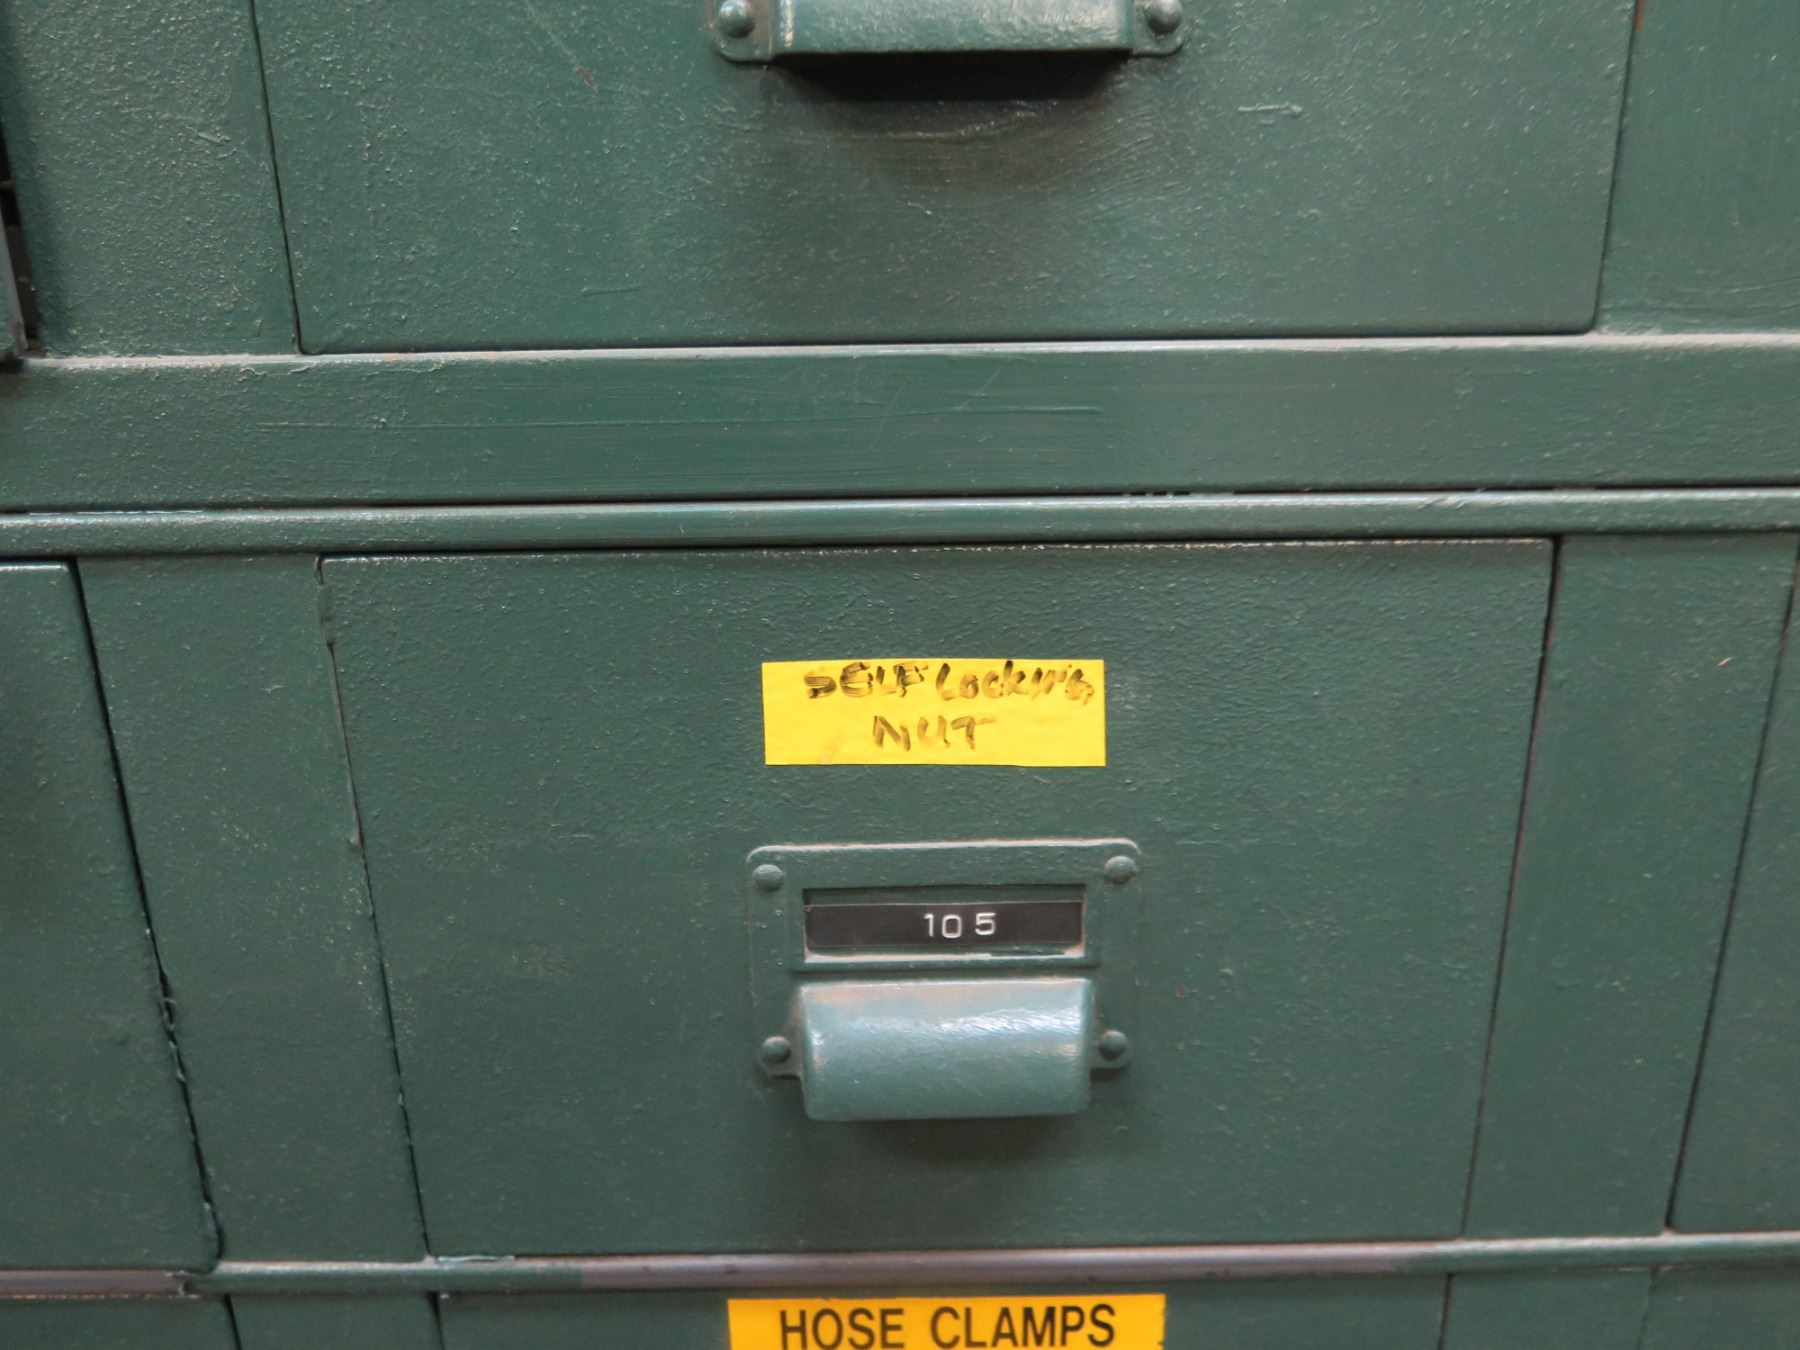 SELF Locking
NUT
105
HOSE CLAMPS